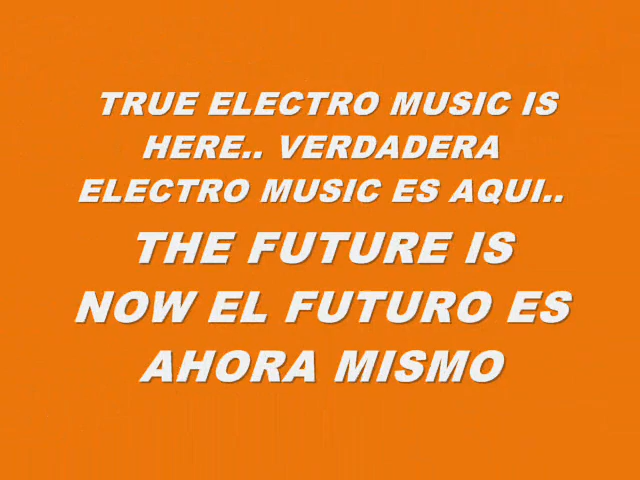 TRUE ELECTRO MUSIC IS
HERE.. VERDADERA
ELECTRO MUSIC ES AQUI..
THE FUTURE IS
NOW EL FUTURO ES
AHORA MISMO